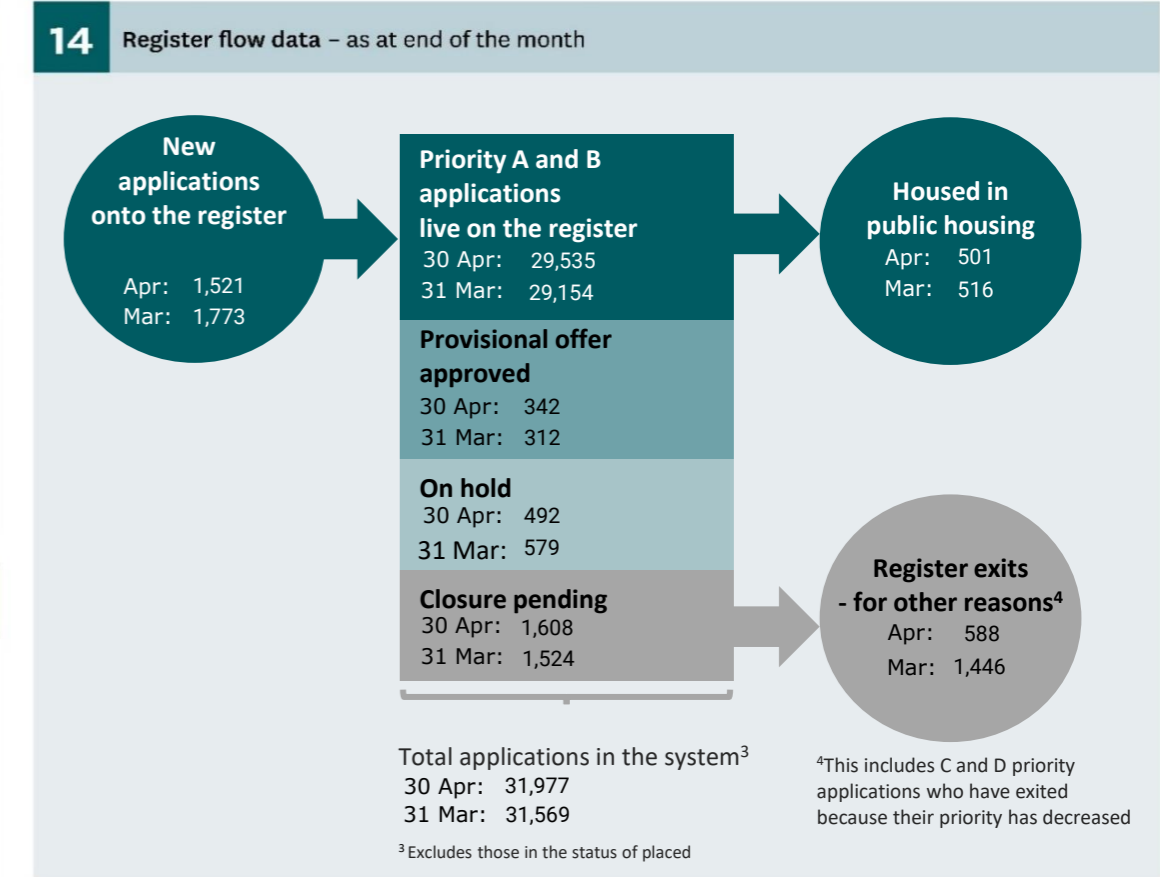 14 Register flow data – as at end of the month
New
applications
onto the register
Apr: 1,521
Mar: 1,773
Priority A and B
applications
live on the register
30 Apr: 29,535
31 Mar: 29,154
Provisional offer
approved
30 Apr: 342
31 Mar: 312
On hold
30 Apr: 492
31 Mar: 579
Closure pending
30 Apr: 1,608
31 Mar: 1,524
Housed in
public housing
Apr: 501
Mar: 516
Register exits
- for other reasons⁴
Apr: 588
Mar: 1,446
Total applications in the system³
30 Apr: 31,977
31 Mar: 31,569
³ Excludes those in the status of placed
⁴This includes C and D priority
applications who have exited
because their priority has decreased